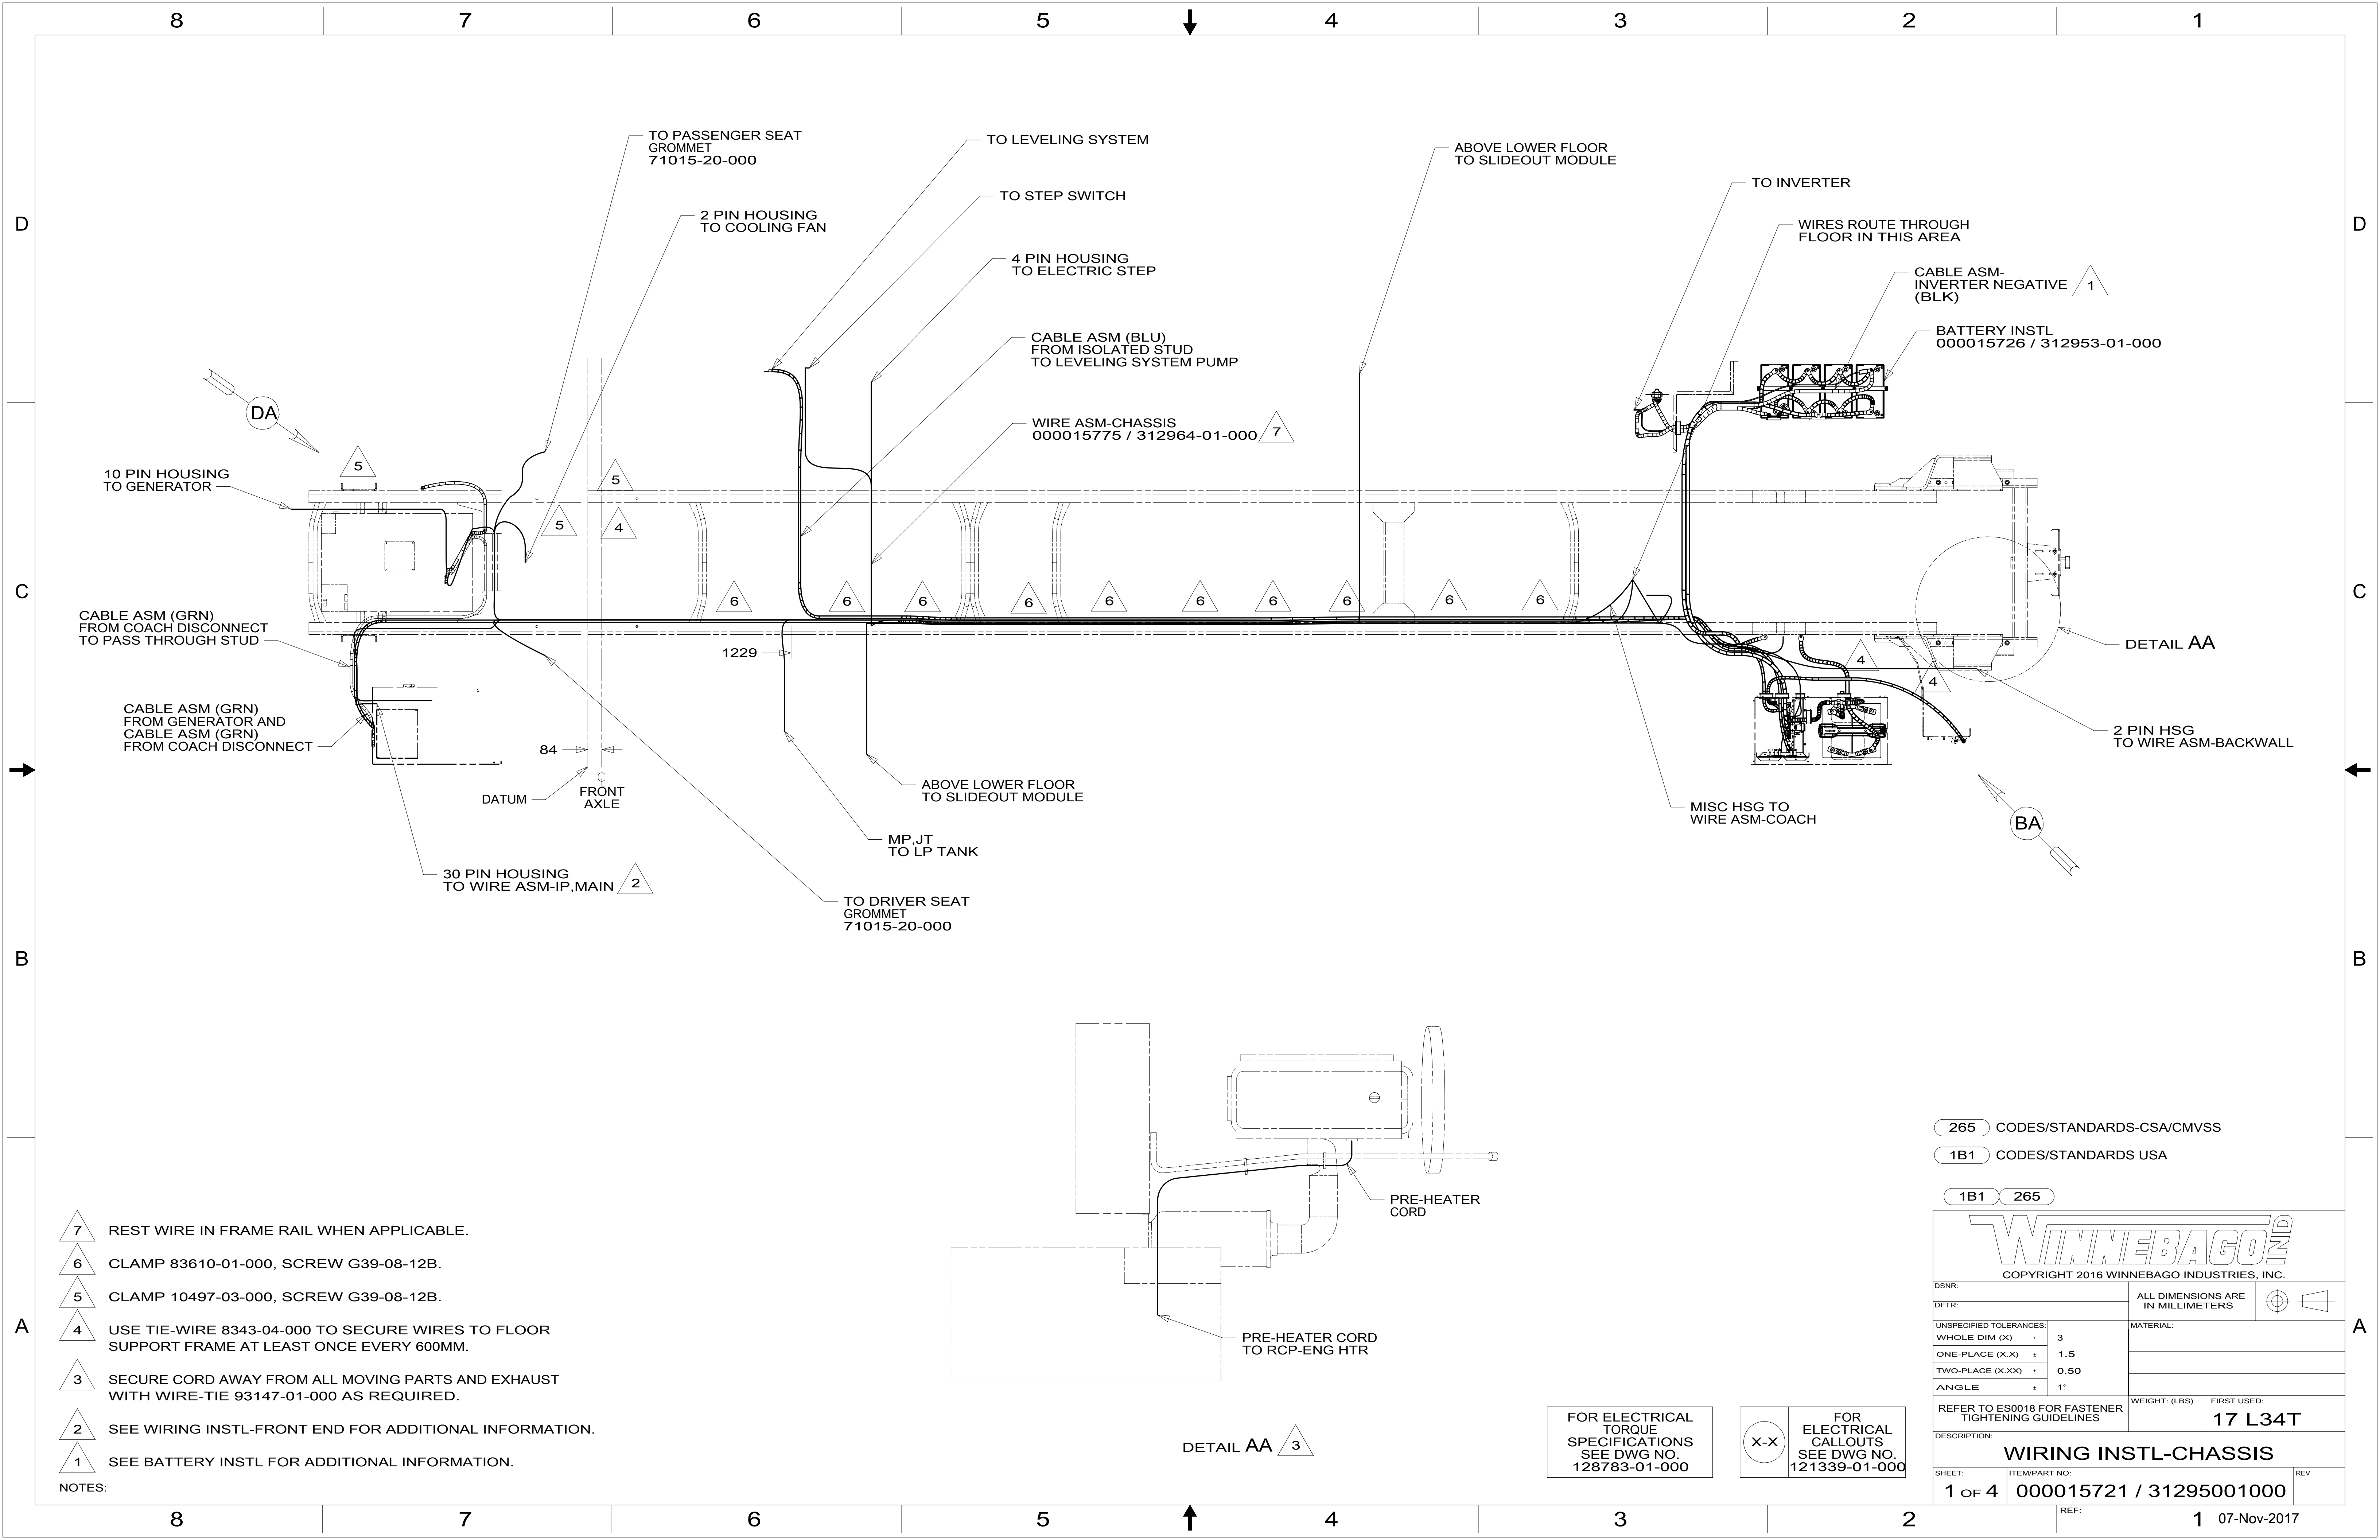 8 7 6 5 4 3 2 1
D
D
C
C
B
B
A
A
TO PASSENGER SEAT
GROMMET
71015-20-000
2 PIN HOUSING
TO COOLING FAN
TO LEVELING SYSTEM
TO STEP SWITCH
4 PIN HOUSING
TO ELECTRIC STEP
CABLE ASM (BLU)
FROM ISOLATED STUD
TO LEVELING SYSTEM PUMP
WIRE ASM-CHASSIS
000015775 / 312964-01-000
7
ABOVE LOWER FLOOR
TO SLIDEOUT MODULE
TO INVERTER
WIRES ROUTE THROUGH
FLOOR IN THIS AREA
CABLE ASM-
INVERTER NEGATIVE
(BLK)
1
BATTERY INSTL
000015726 / 312953-01-000
DA
5
10 PIN HOUSING
TO GENERATOR
5
5
4
6
6
6
6
6
6
6
6
6
6
CABLE ASM (GRN)
FROM COACH DISCONNECT
TO PASS THROUGH STUD
CABLE ASM (GRN)
FROM GENERATOR AND
CABLE ASM (GRN)
FROM COACH DISCONNECT
1229
84
DATUM
C
FRONT
AXLE
30 PIN HOUSING
TO WIRE ASM-IP,MAIN
2
ABOVE LOWER FLOOR
TO SLIDEOUT MODULE
MP,JT
TO LP TANK
TO DRIVER SEAT
GROMMET
71015-20-000
4
4
DETAIL AA
2 PIN HSG
TO WIRE ASM-BACKWALL
MISC HSG TO
WIRE ASM-COACH
BA
PRE-HEATER
CORD
PRE-HEATER CORD
TO RCP-ENG HTR
DETAIL AA
3
7 REST WIRE IN FRAME RAIL WHEN APPLICABLE.
6 CLAMP 83610-01-000, SCREW G39-08-12B.
5 CLAMP 10497-03-000, SCREW G39-08-12B.
4 USE TIE-WIRE 8343-04-000 TO SECURE WIRES TO FLOOR
SUPPORT FRAME AT LEAST ONCE EVERY 600MM.
3 SECURE CORD AWAY FROM ALL MOVING PARTS AND EXHAUST
WITH WIRE-TIE 93147-01-000 AS REQUIRED.
2 SEE WIRING INSTL-FRONT END FOR ADDITIONAL INFORMATION.
1 SEE BATTERY INSTL FOR ADDITIONAL INFORMATION.
NOTES:
FOR ELECTRICAL
TORQUE
SPECIFICATIONS
SEE DWG NO.
128783-01-000
X-X
FOR
ELECTRICAL
CALLOUTS
SEE DWG NO.
121339-01-000
265 CODES/STANDARDS-CSA/CMVSS
1B1 CODES/STANDARDS USA
1B1 265
WINNEBAGO IND
COPYRIGHT 2016 WINNEBAGO INDUSTRIES, INC.
DSNR:
DFTR:
ALL DIMENSIONS ARE
IN MILLIMETERS
UNSPECIFIED TOLERANCES:
WHOLE DIM (X) ± 3
ONE-PLACE (X.X) ± 1.5
TWO-PLACE (X.XX) ± 0.50
ANGLE ± 1°
MATERIAL:
REFER TO ES0018 FOR FASTENER
TIGHTENING GUIDELINES
WEIGHT: (LBS)
FIRST USED:
17 L34T
DESCRIPTION:
WIRING INSTL-CHASSIS
SHEET:
1 OF 4
ITEM/PART NO:
000015721 / 31295001000
REV
REF:
8 7 6 5 4 3 2 1
07-Nov-2017